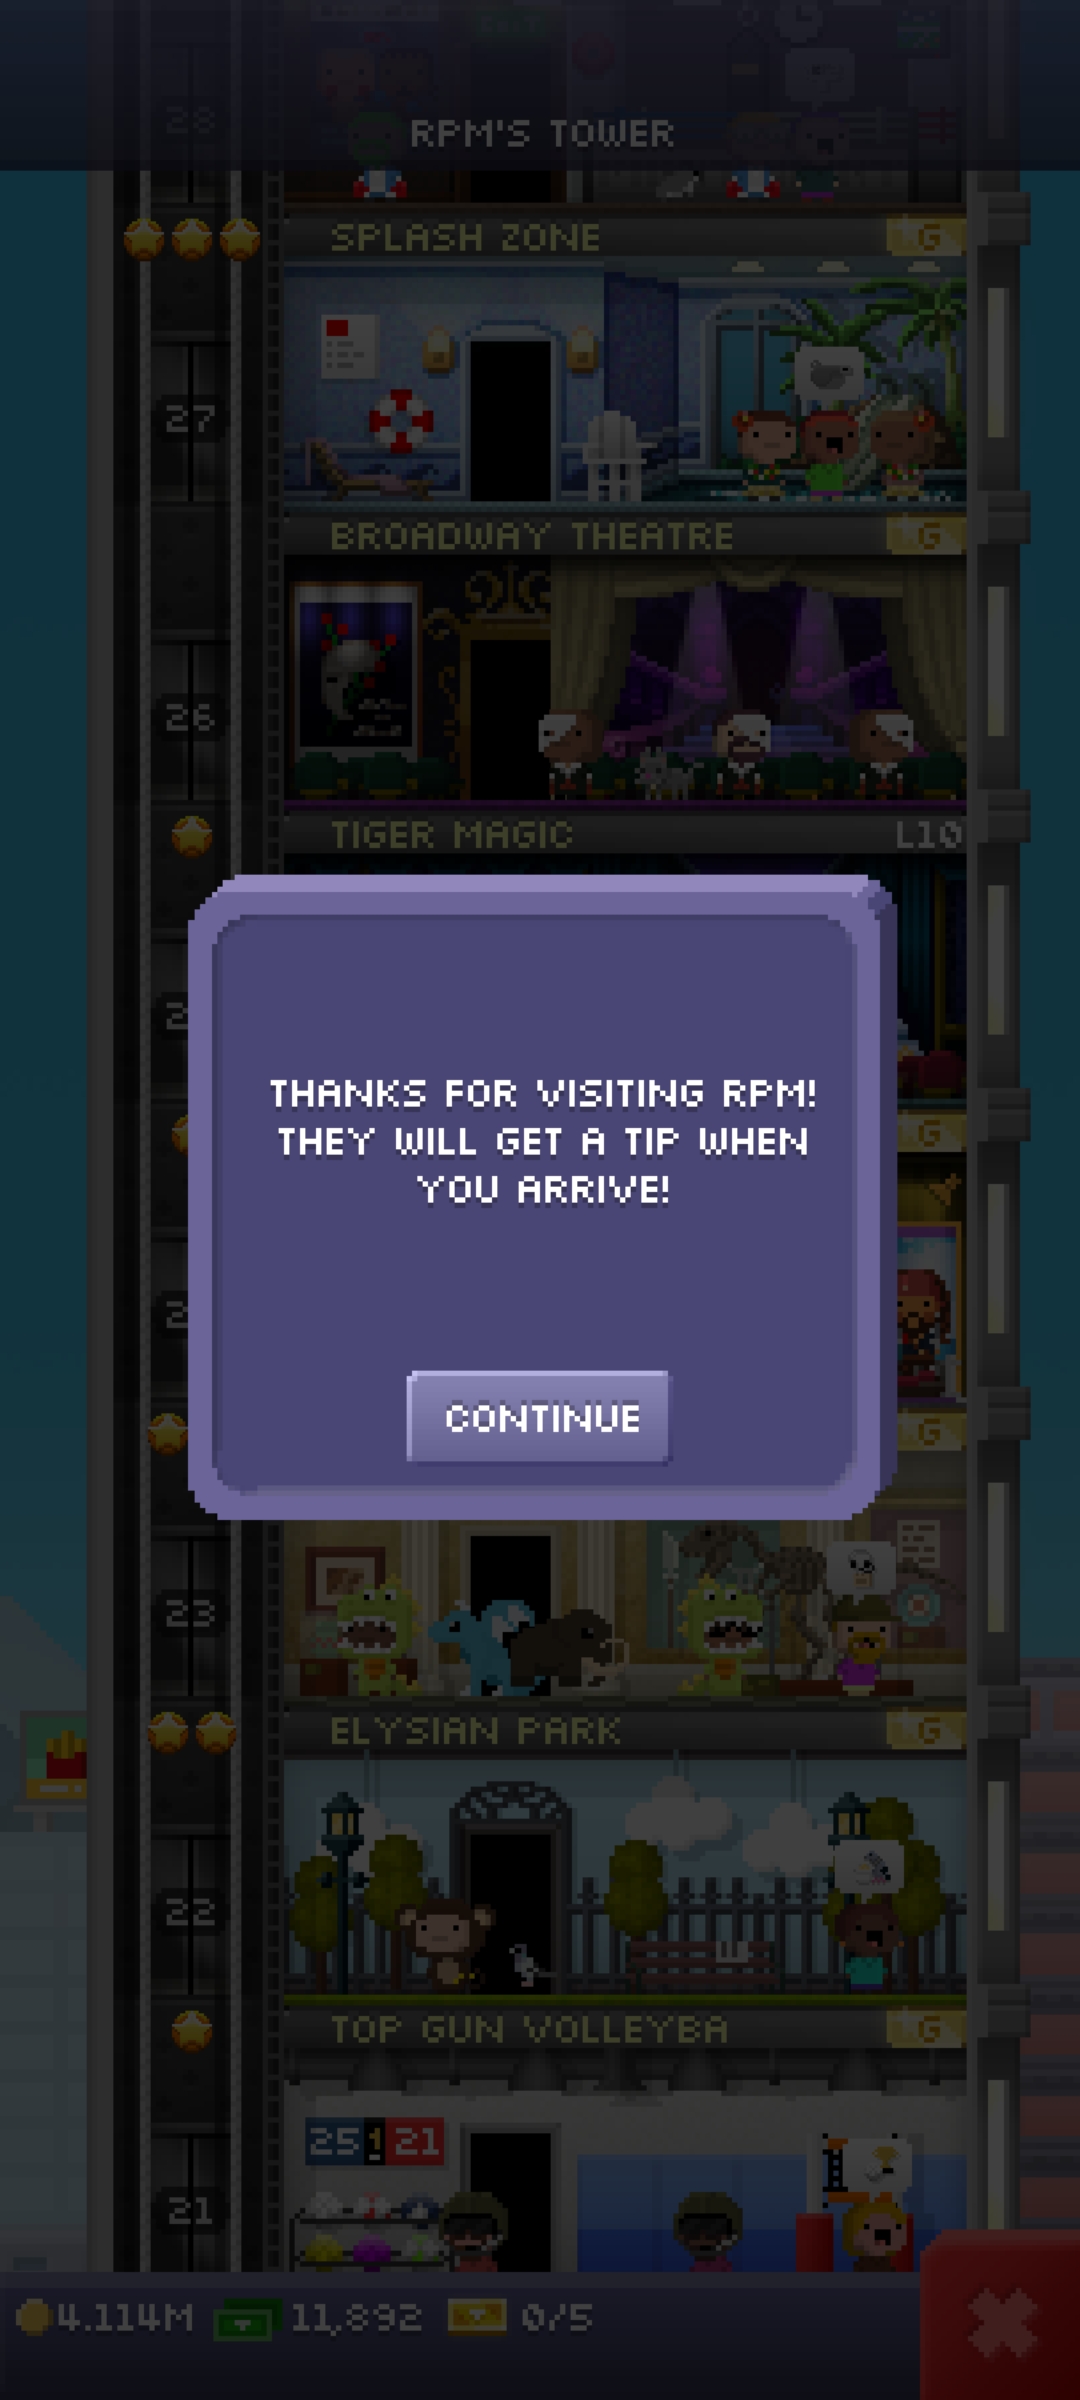 28
RPM'S TOWER
SPLASH ZONE G
27
BROADWAY THEATRE G
26
TIGER MAGIC L10
G
THANKS FOR VISITING RPM!
THEY WILL GET A TIP WHEN
YOU ARRIVE!
G
CONTINUE
23
ELYSIAN PARK G
22
TOP GUN VOLLEYBA G
25 21
21
4.114M 11,892 0/5